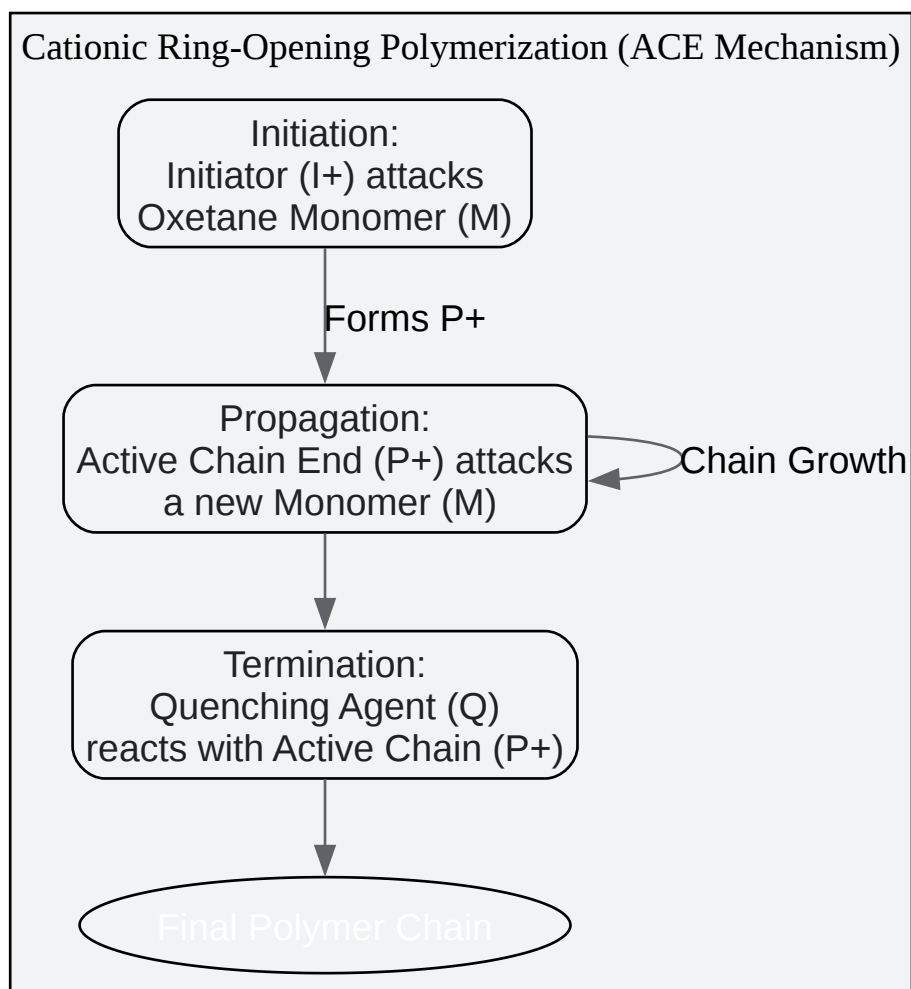 Cationic Ring-Opening Polymerization (ACE Mechanism)
Initiation:
Initiator (I+) attacks
Oxetane Monomer (M)
Forms P+
Propagation:
Active Chain End (P+) attacks
a new Monomer (M)
Chain Growth
Termination:
Quenching Agent (Q)
reacts with Active Chain (P+)
Final Polymer Chain